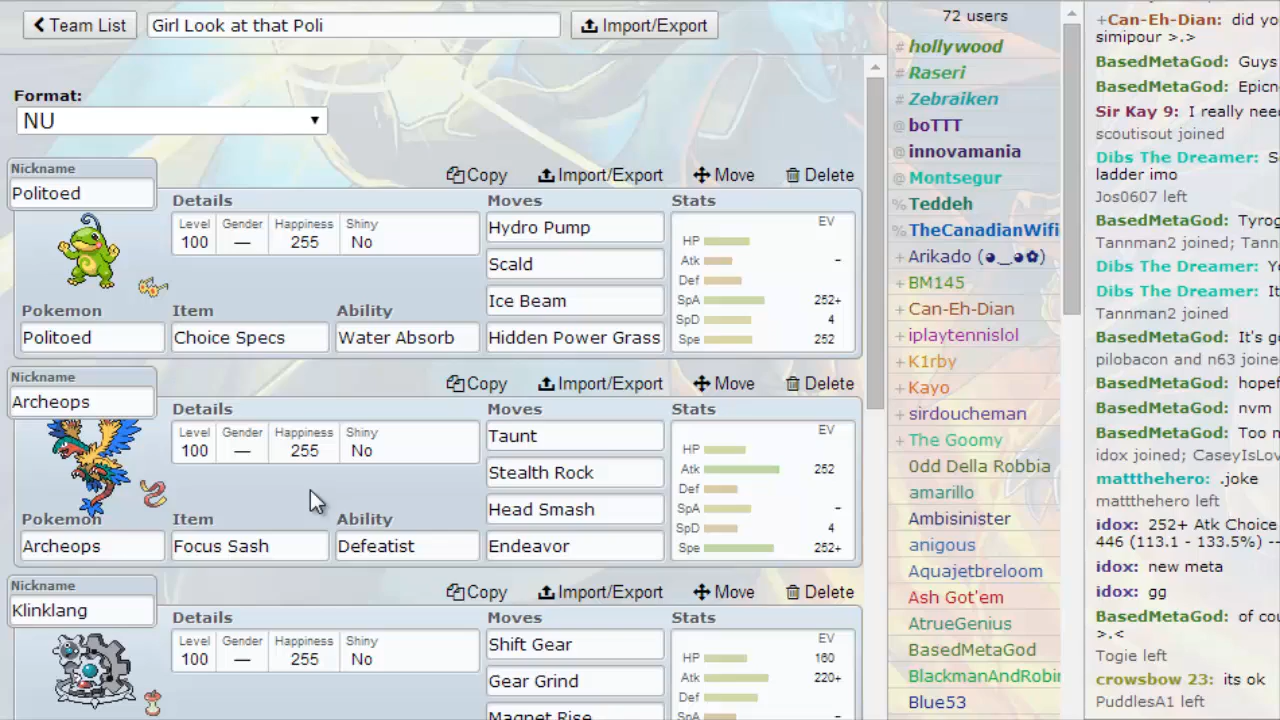 Team List
Girl Look at that Poli
Import/Export
Format:
NU
Nickname
Politoed
Copy Import/Export Move Delete
Details
Level Gender Happiness Shiny
100 — 255 No
Pokemon Item Ability
Politoed Choice Specs Water Absorb
Moves
Hydro Pump
Scald
Ice Beam
Hidden Power Grass
Stats
EV
HP
Atk -
Def
SpA 252+
SpD 4
Spe 252
Nickname
Archeops
Copy Import/Export Move Delete
Details
Level Gender Happiness Shiny
100 — 255 No
Pokemon Item Ability
Archeops Focus Sash Defeatist
Moves
Taunt
Stealth Rock
Head Smash
Endeavor
Stats
EV
HP
Atk 252
Def
SpA -
SpD 4
Spe 252+
Nickname
Klinklang
Copy Import/Export Move Delete
Details
Level Gender Happiness Shiny
100 — 255 No
Moves
Shift Gear
Gear Grind
Magnet Rise
Stats
EV
HP 160
Atk 220+
Def
SpA -
72 users
# hollywood
# Raseri
# Zebraiken
@ boTTT
@ innovamania
@ Montsegur
% Teddeh
% TheCanadianWifi
+ Arikado (◕‿◕✿)
+ BM145
+ Can-Eh-Dian
+ iplaytennislol
+ K1rby
+ Kayo
+ sirdoucheman
+ The Goomy
0dd Della Robbia
amarillo
Ambisinister
anigous
Aquajetbreloom
Ash Got'em
AtrueGenius
BasedMetaGod
BlackmanAndRobin
Blue53
+Can-Eh-Dian: did yo
simipour >.>
BasedMetaGod: Guys
BasedMetaGod: Epicn
Sir Kay 9: I really need
scoutisout joined
Dibs The Dreamer: S
ladder imo
Jos0607 left
BasedMetaGod: Tyrog
Tannman2 joined; Tann
Dibs The Dreamer: Yo
Dibs The Dreamer: It
Tannman2 joined
BasedMetaGod: It's go
pilobacon and n63 joine
BasedMetaGod: hopef
BasedMetaGod: nvm
BasedMetaGod: Too m
idox joined; CaseyIsLov
mattthehero: .joke
mattthehero left
idox: 252+ Atk Choice
446 (113.1 - 133.5%) --
idox: new meta
idox: gg
BasedMetaGod: of cou
>.<
Togie left
crowsbow 23: its ok
PuddlesA1 left